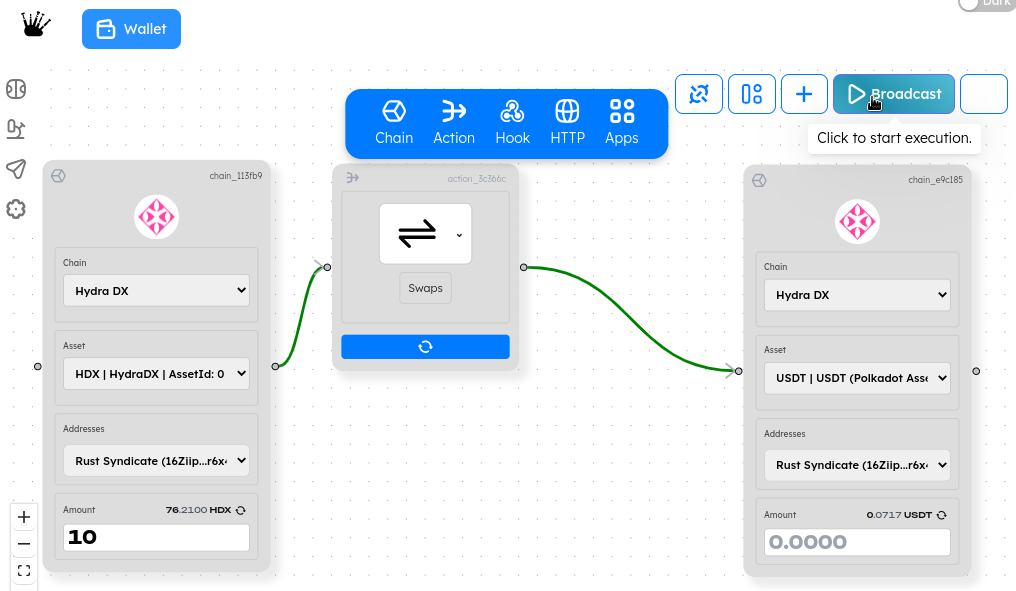 Wallet
Dark
Broadcast
Click to start execution.
Chain
Action
Hook
HTTP
Apps
chain_113fb9
Chain
Hydra DX
Asset
HDX | HydraDX | AssetId: 0
Addresses
Rust Syndicate (16Ziip...r6x
Amount
76.2100 HDX
10
action_3c366c
Swaps
chain_e9c185
Chain
Hydra DX
Asset
USDT | USDT (Polkadot Asse
Addresses
Rust Syndicate (16Ziip...r6x
Amount
0.0717 USDT
0.0000